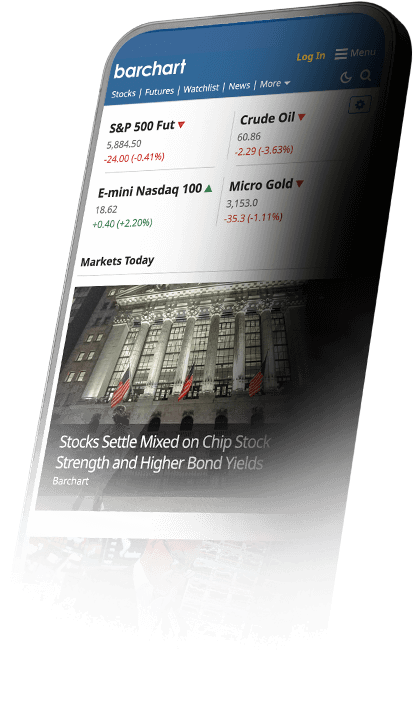 barchart
Log In
Menu
Stocks | Futures | Watchlist | News | More
S&P 500 Fut
5,884.50
-24.00 (-0.41%)
Crude Oil
60.86
-2.29 (-3.63%)
E-mini Nasdaq 100
18.62
+0.40 (+2.20%)
Micro Gold
3,153.0
-35.3 (-1.11%)
Markets Today
Stocks Settle Mixed on Chip Stock
Strength and Higher Bond Yields
Barchart